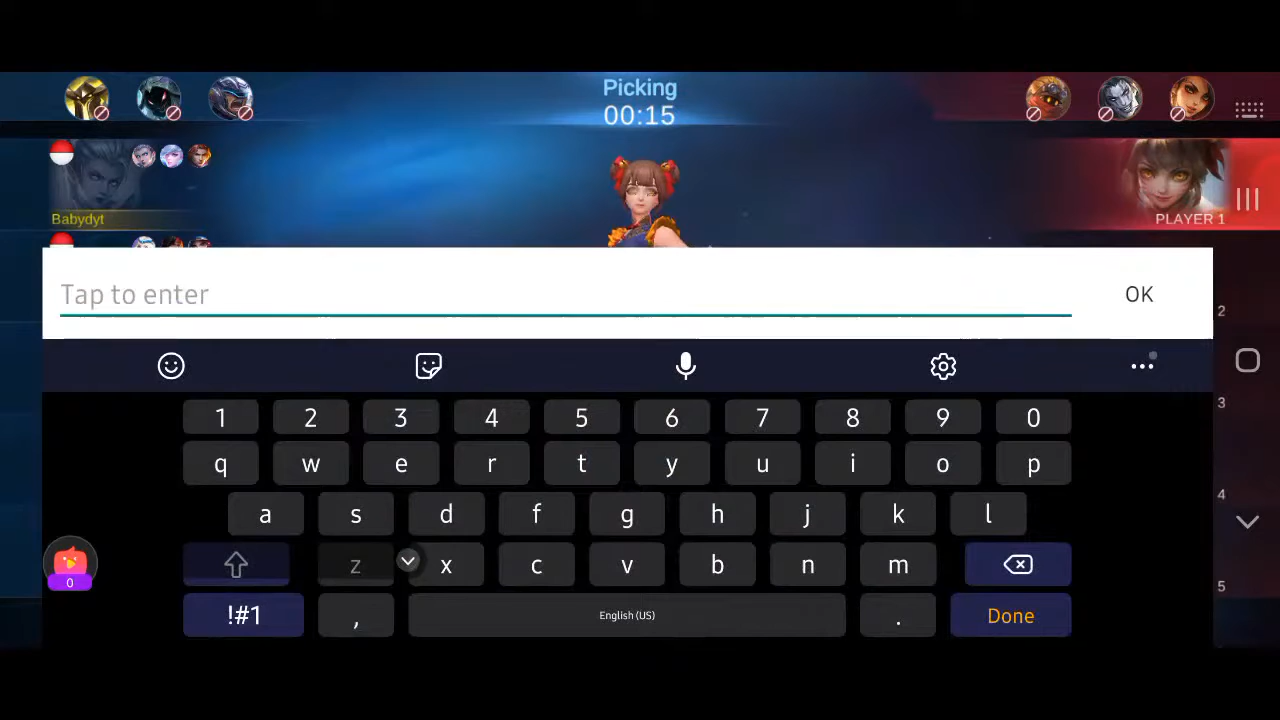 Picking
00:15
Babydyt
PLAYER 1
Tap to enter
OK
2
3
4
5
1 2 3 4 5 6 7 8 9 0
q w e r t y u i o p
a s d f g h j k l
z x c v b n m
0
!#1 , English (US) . Done